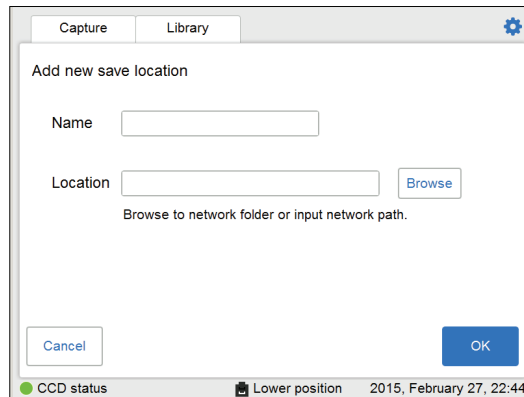 Capture Library
Add new save location
Name
Location Browse
Browse to network folder or input network path.
Cancel OK
CCD status Lower position 2015, February 27, 22:44